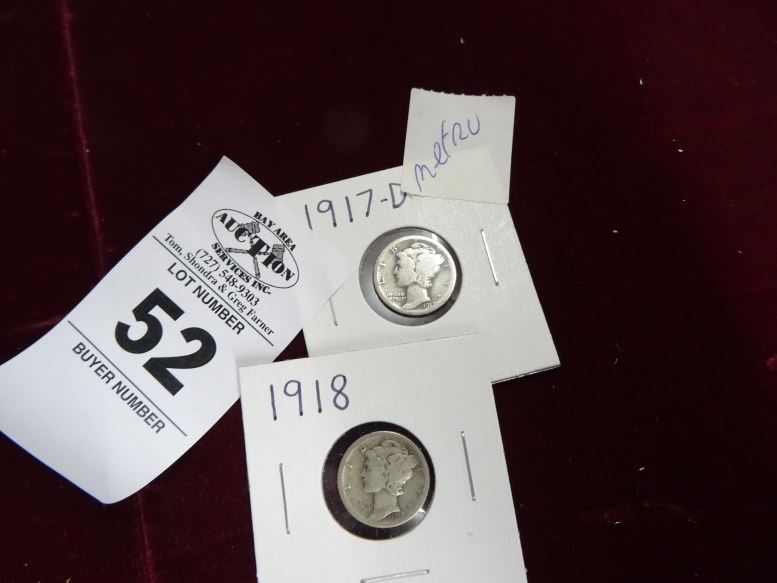 BAY AREA
AUCTION
SERVICES INC.
(727) 548-9303
Tom, Shondra & Greg Farner
LOT NUMBER
52
BUYER NUMBER
1917-D
metro
1918